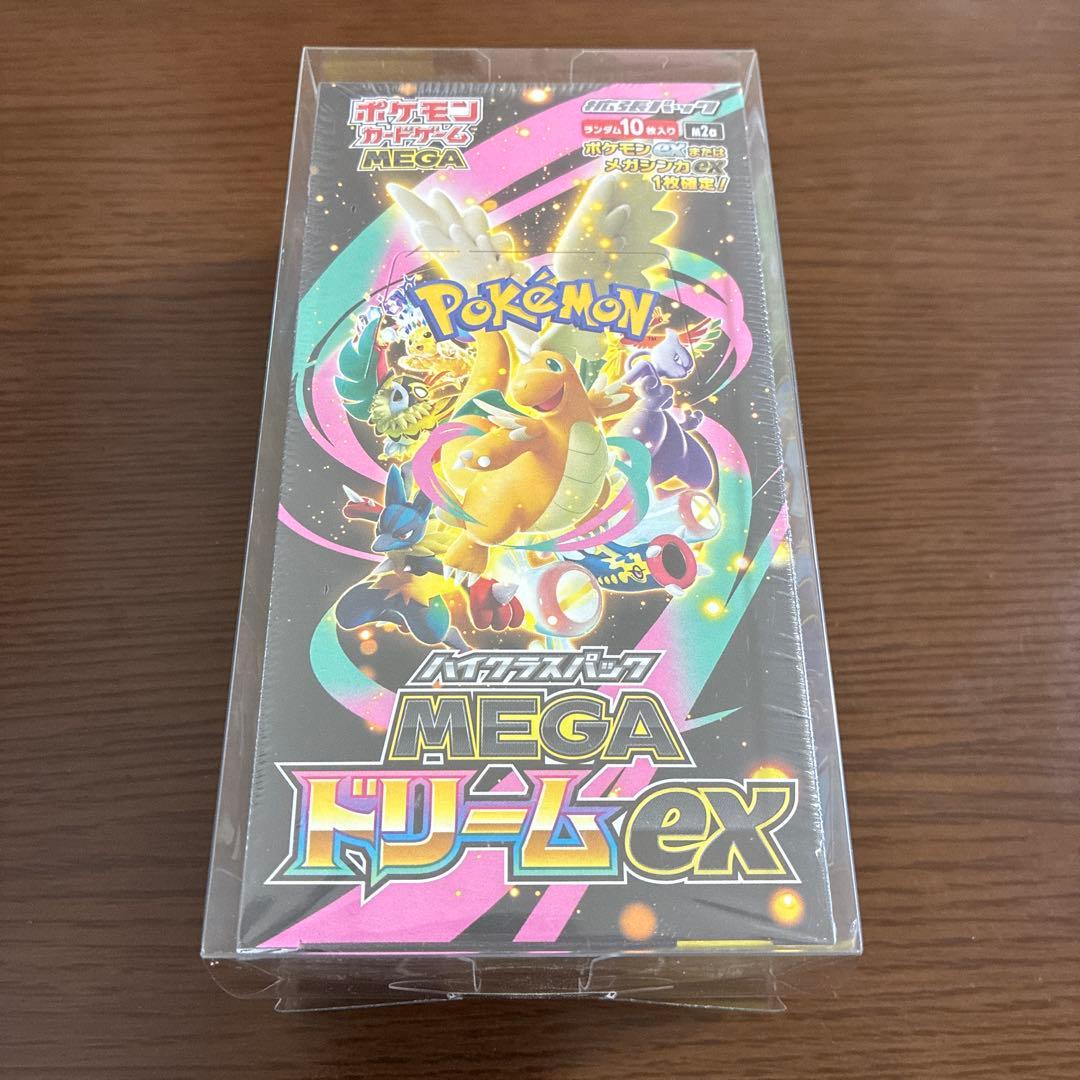 ポケモン
カードゲーム
MEGA
拡張パック
ランダム10枚入り M2a
ポケモンexまたは
メガシンカex
1枚確定!
POKÉMON
TM
ハイクラスパック
MEGA
ドリームex